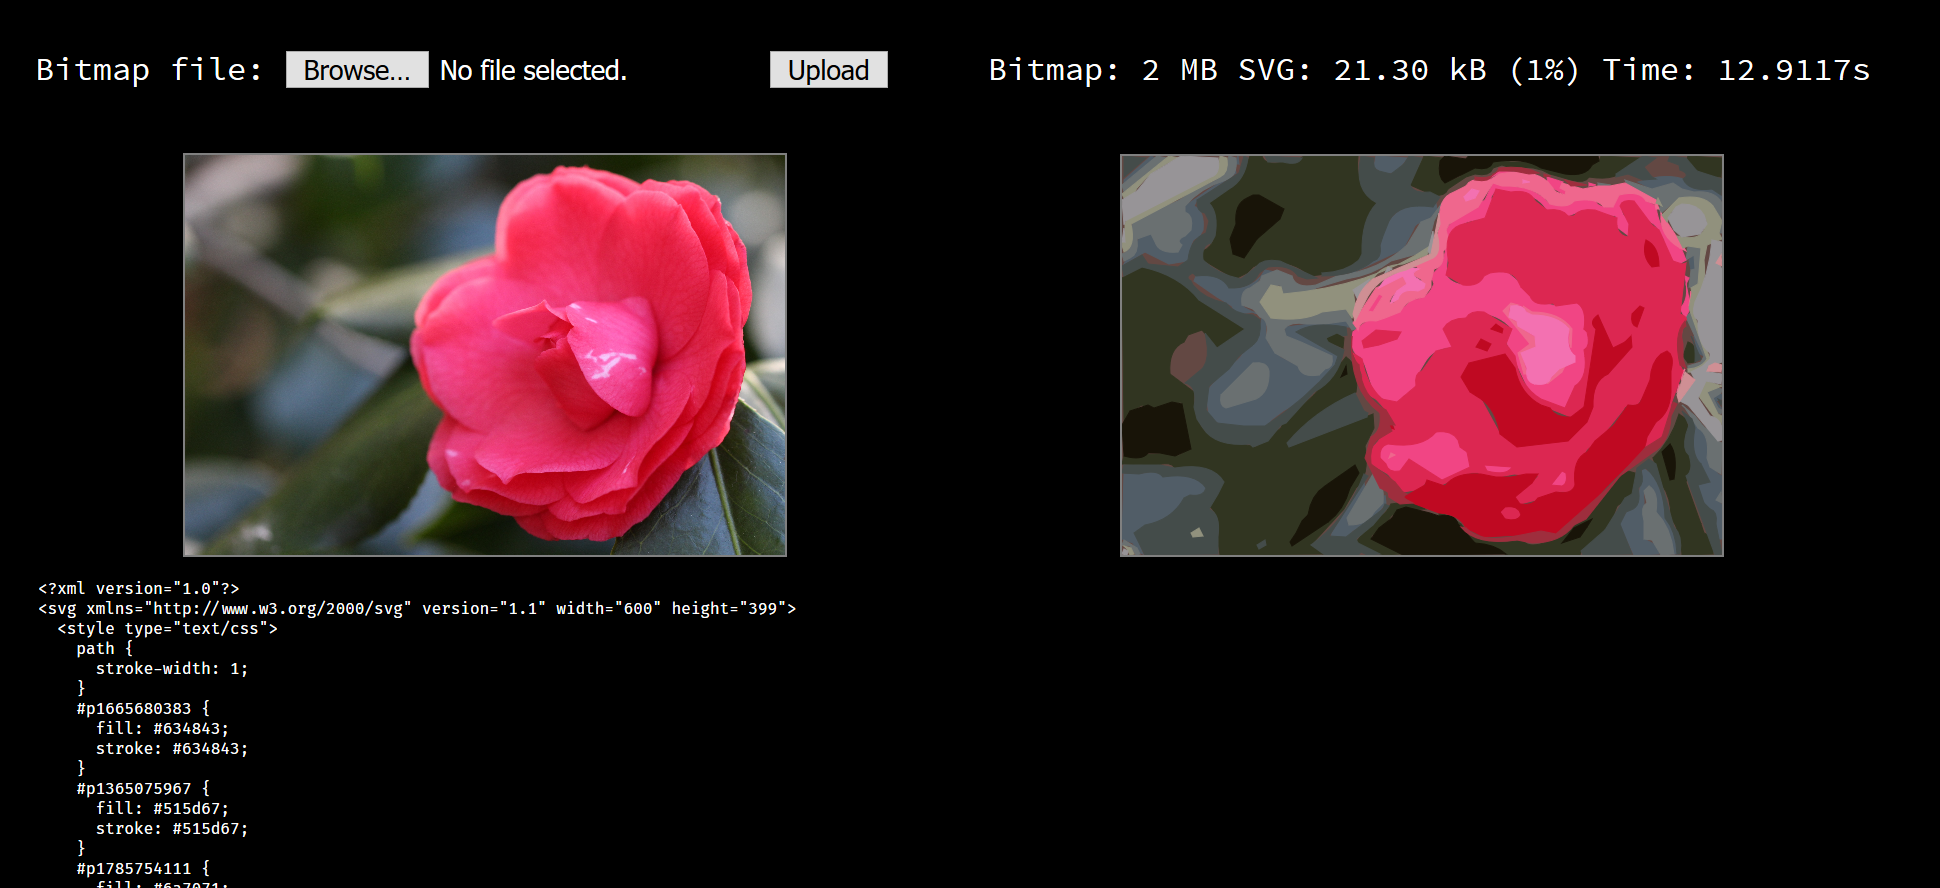 Bitmap file: Browse... No file selected. Upload Bitmap: 2 MB SVG: 21.30 kB (1%) Time: 12.9117s
<?xml version="1.0"?>
<svg xmlns="http://www.w3.org/2000/svg" version="1.1" width="600" height="399">
<style type="text/css">
path {
stroke-width: 1;
}
#p1665680383 {
fill: #634843;
stroke: #634843;
}
#p1365075967 {
fill: #515d67;
stroke: #515d67;
}
#p1785754111 {
fill: #6a7071;